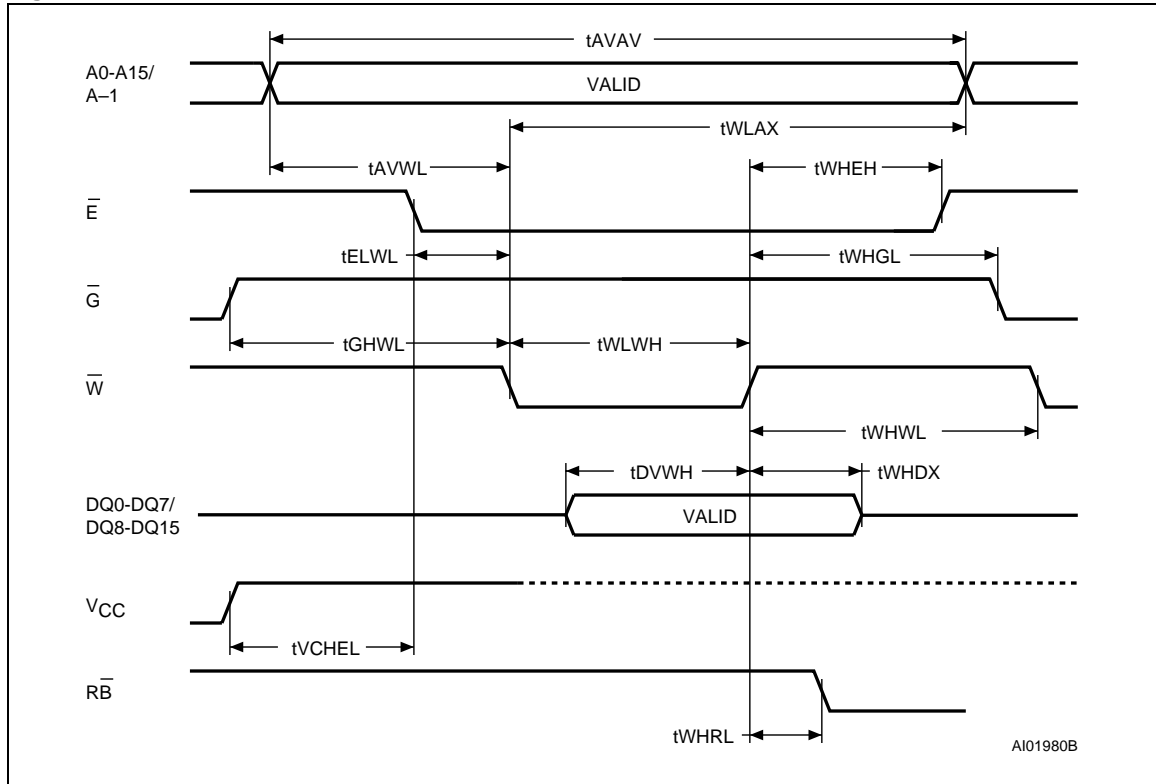 tAVAV
A0-A15/
A–1
VALID
tWLAX
tAVWL
tWHEH
E̅
tELWL
tWHGL
G̅
tGHWL
tWLWH
W̅
tWHWL
tDVWH
tWHDX
DQ0-DQ7/
DQ8-DQ15
VALID
VCC
tVCHEL
RB̅
tWHRL
AI01980B